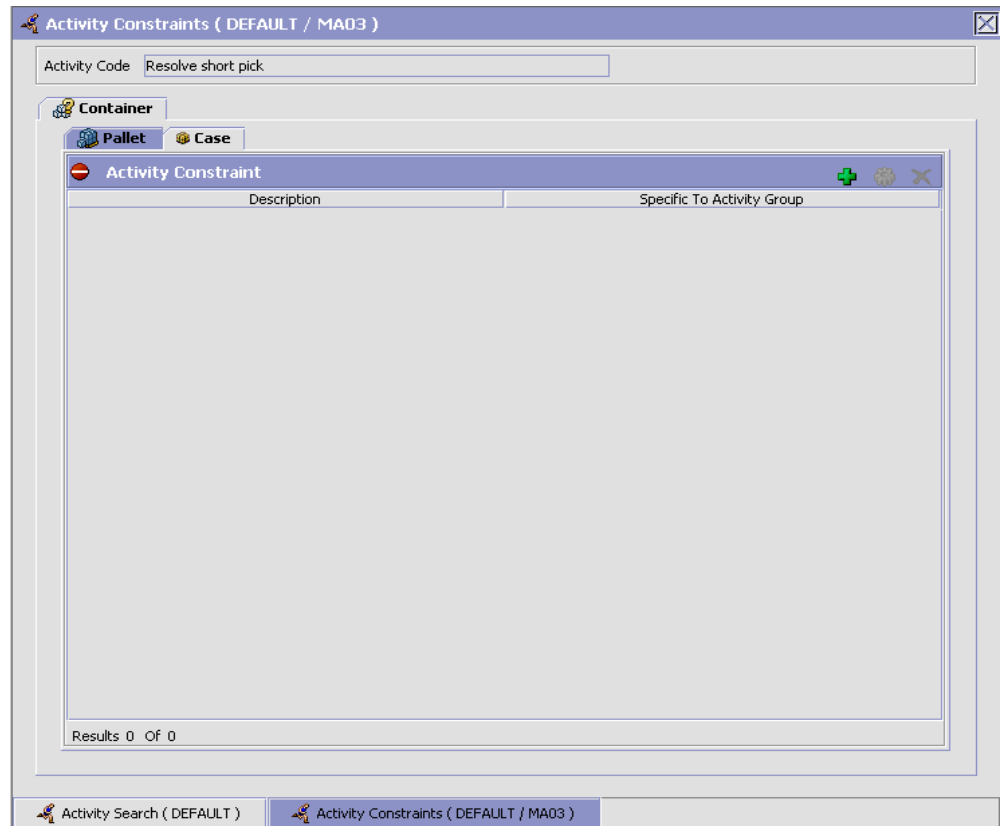 Activity Constraints ( DEFAULT / MA03 )
Activity Code Resolve short pick
Container
Pallet Case
Activity Constraint
Description Specific To Activity Group
Results 0 Of 0
Activity Search ( DEFAULT ) Activity Constraints ( DEFAULT / MA03 )